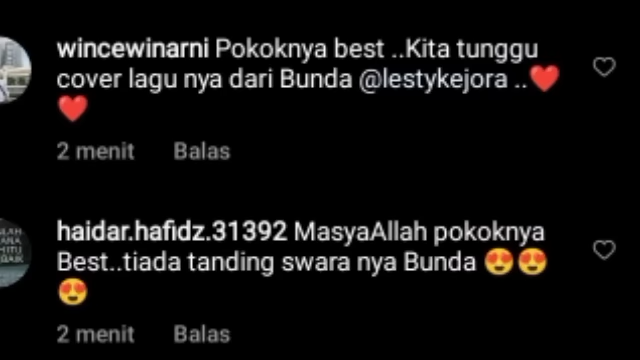 wincewinarni Pokoknya best ..Kita tunggu
cover lagu nya dari Bunda @lestykejora ..❤️
❤️
2 menit Balas
haidar.hafidz.31392 MasyaAllah pokoknya
Best..tiada tanding swara nya Bunda 😍😍
😍
2 menit Balas